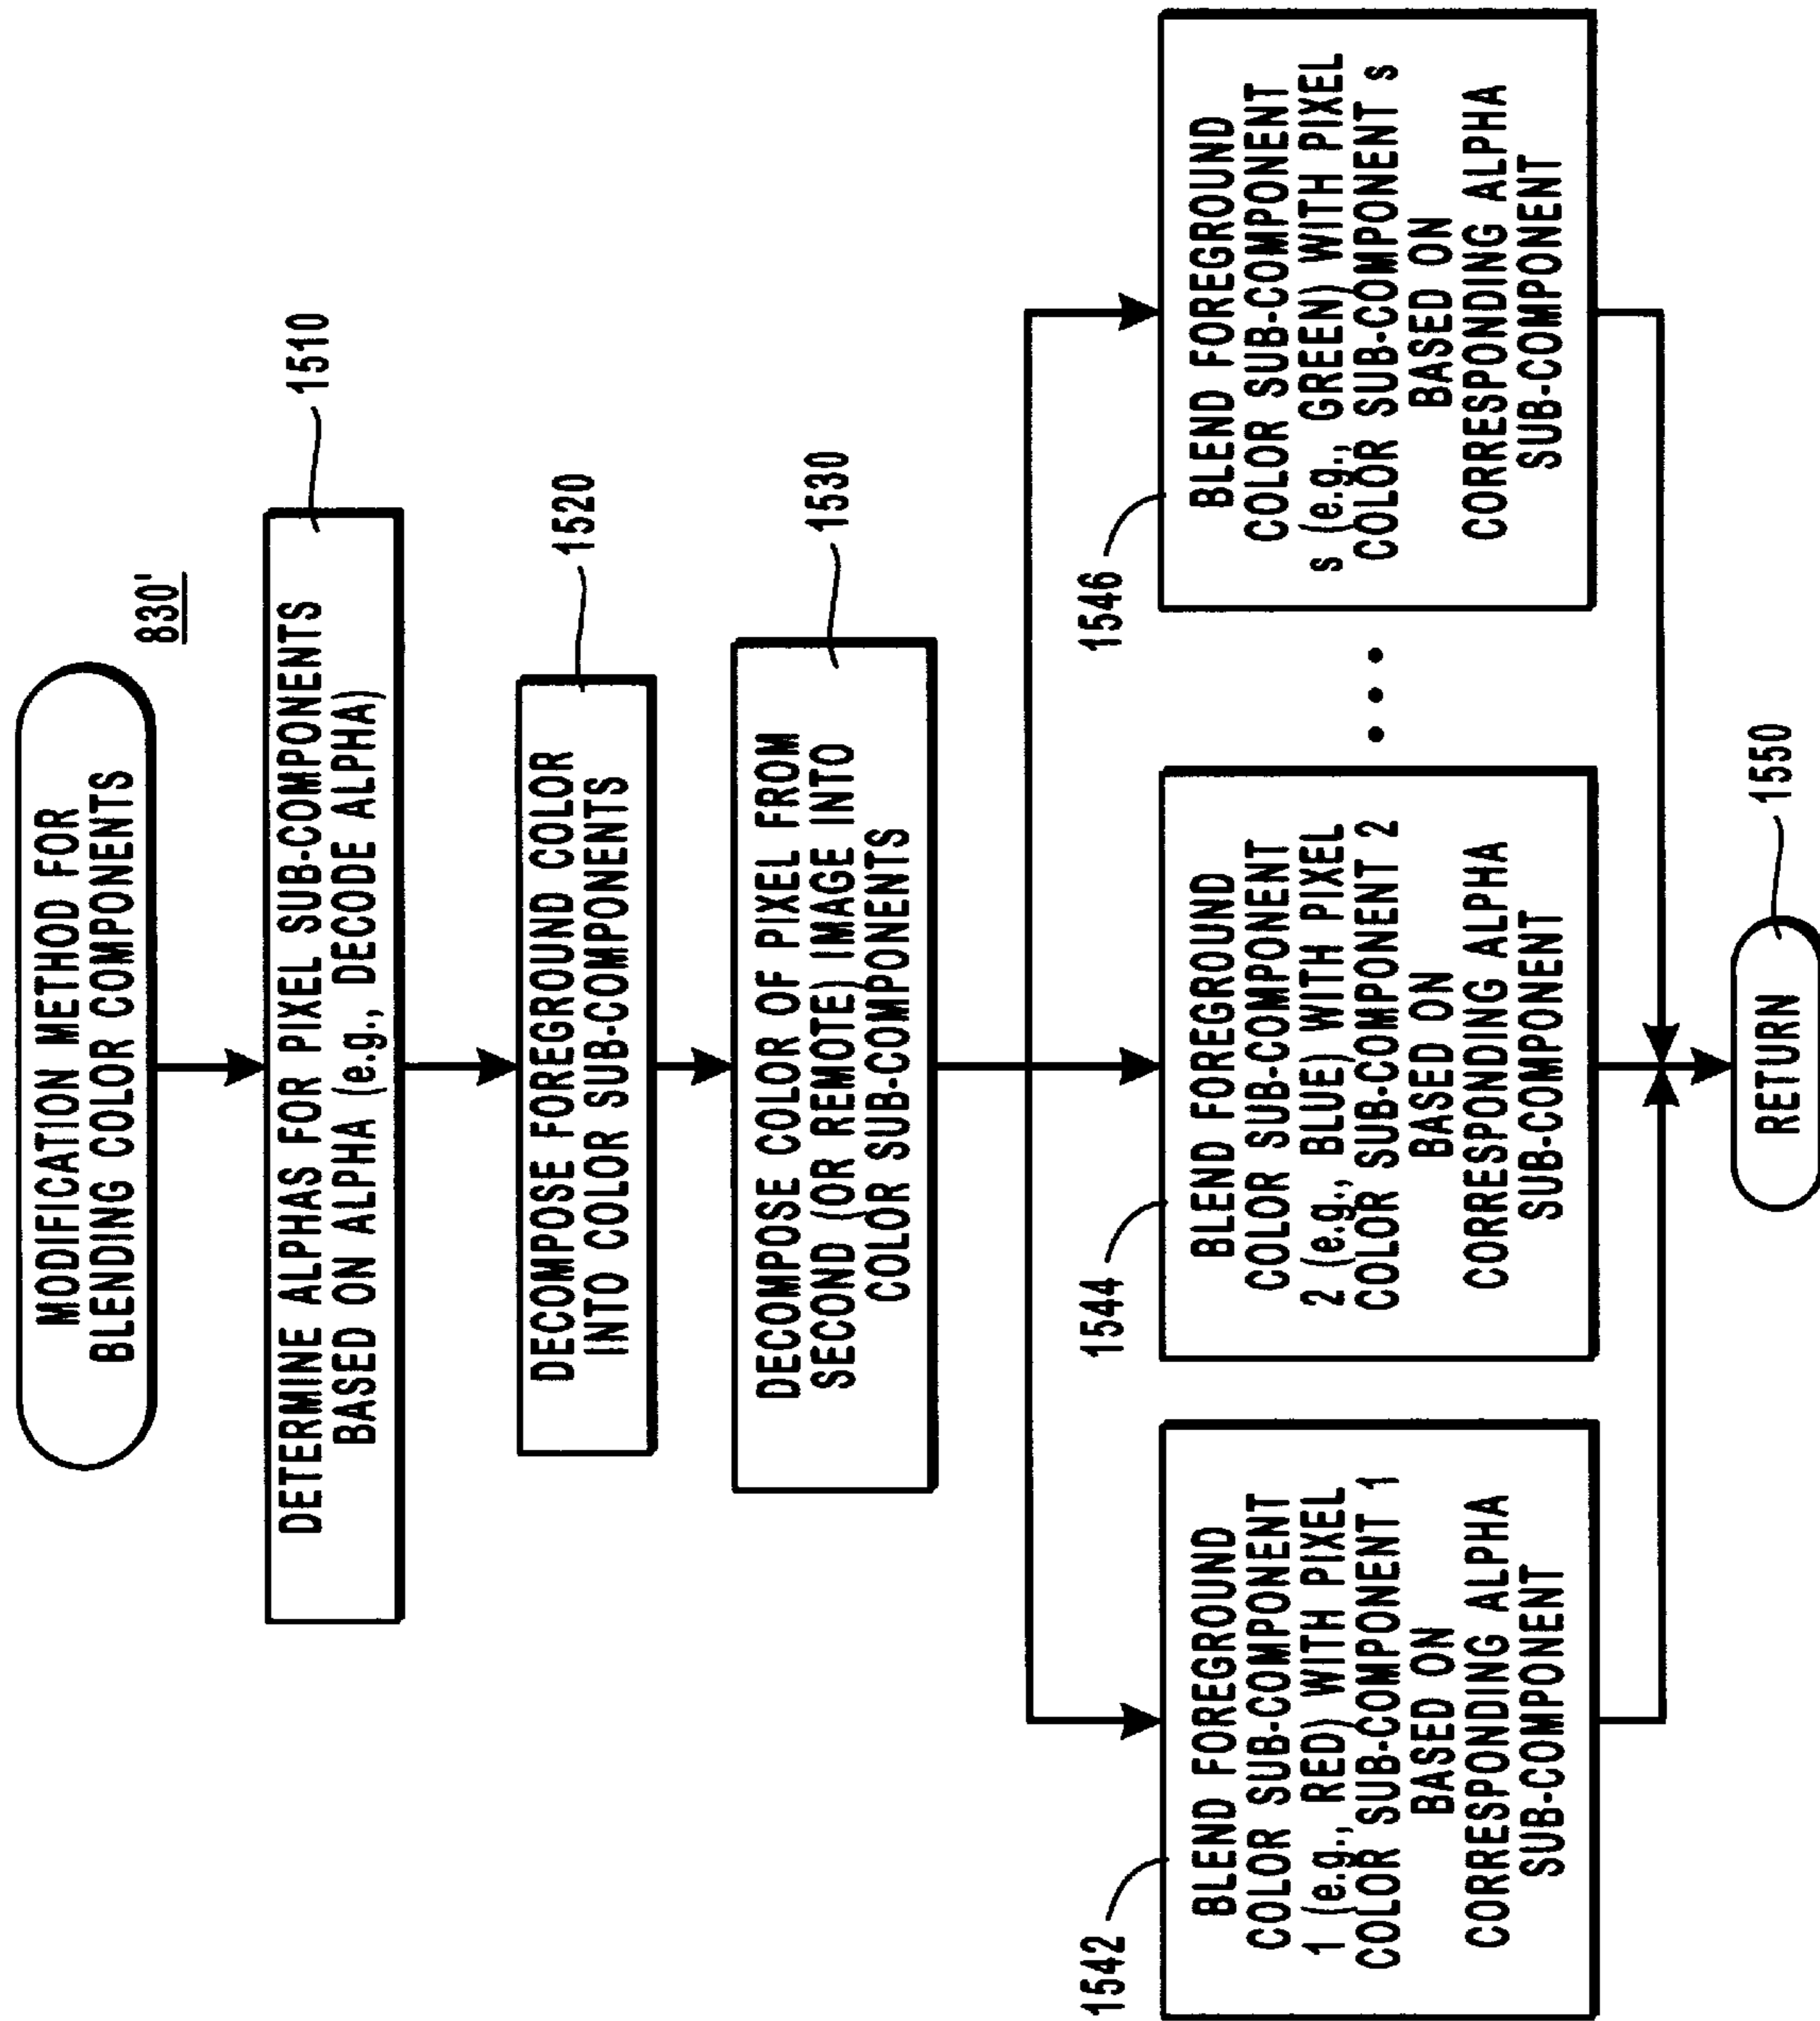 MODIFICATION METHOD FOR
BLENDING COLOR COMPONENTS
830'
DETERMINE ALPHAS FOR PIXEL SUB-COMPONENTS
BASED ON ALPHA (e.g., DECODE ALPHA)
1510
DECOMPOSE FOREGROUND COLOR
INTO COLOR SUB-COMPONENTS
1520
DECOMPOSE COLOR OF PIXEL FROM
SECOND (OR REMOTE) IMAGE INTO
COLOR SUB-COMPONENTS
1530
1542
BLEND FOREGROUND
COLOR SUB-COMPONENT
1 (e.g., RED) WITH PIXEL
COLOR SUB-COMPONENT 1
BASED ON
CORRESPONDING ALPHA
SUB-COMPONENT
1544
BLEND FOREGROUND
COLOR SUB-COMPONENT
2 (e.g., BLUE) WITH PIXEL
COLOR SUB-COMPONENT 2
BASED ON
CORRESPONDING ALPHA
SUB-COMPONENT
• • •
1546
BLEND FOREGROUND
COLOR SUB-COMPONENT
s (e.g., GREEN) WITH PIXEL
COLOR SUB-COMPONENT s
BASED ON
CORRESPONDING ALPHA
SUB-COMPONENT
RETURN
1550